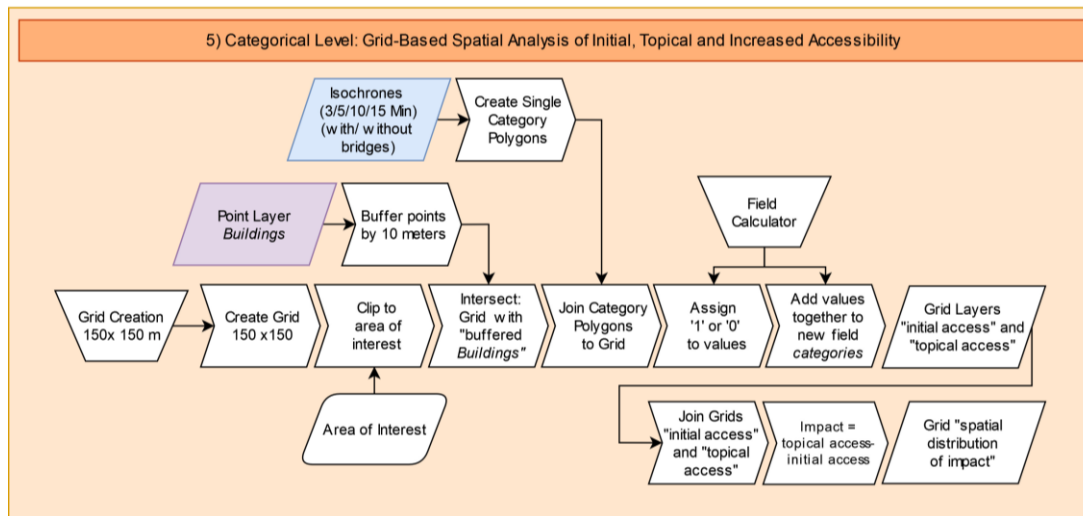 5) Categorical Level: Grid-Based Spatial Analysis of Initial, Topical and Increased Accessibility
Isochrones
(3/5/10/15 Min)
(with/ without
bridges)
Create Single
Category
Polygons
Point Layer
Buildings
Buffer points
by 10 meters
Field
Calculator
Grid Creation
150x 150 m
Create Grid
150 x150
Clip to
area of
interest
Intersect:
Grid with
"buffered
Buildings"
Join Category
Polygons
to Grid
Assign
'1' or '0'
to values
Add values
together to
new field
categories
Grid Layers
"initial access" and
"topical access"
Area of Interest
Join Grids
"initial access"
and "topical
access"
Impact =
topical access-
initial access
Grid "spatial
distribution
of impact"